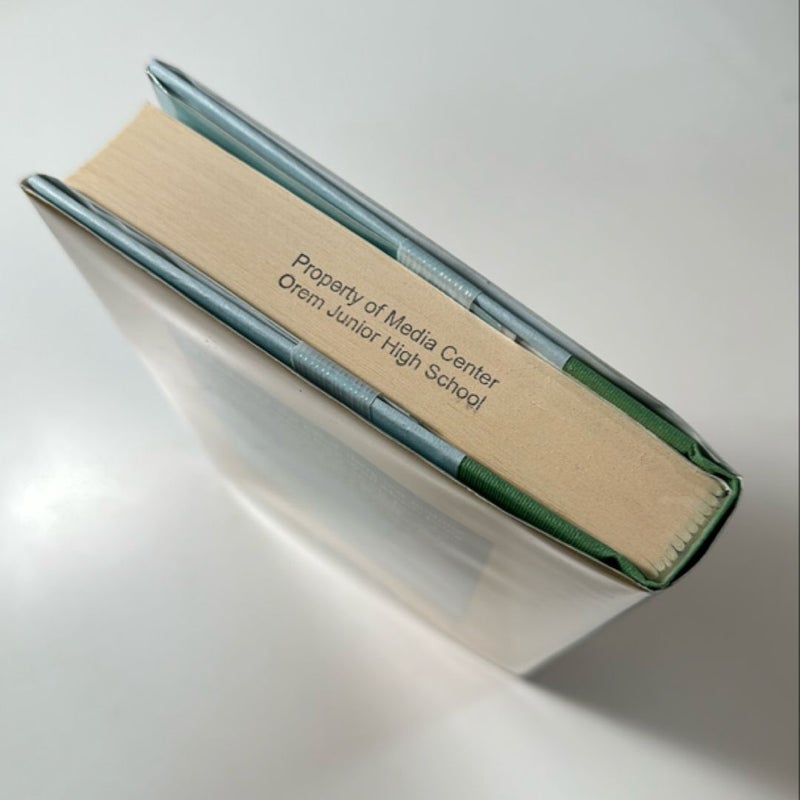 Property of Media Center
Orem Junior High School